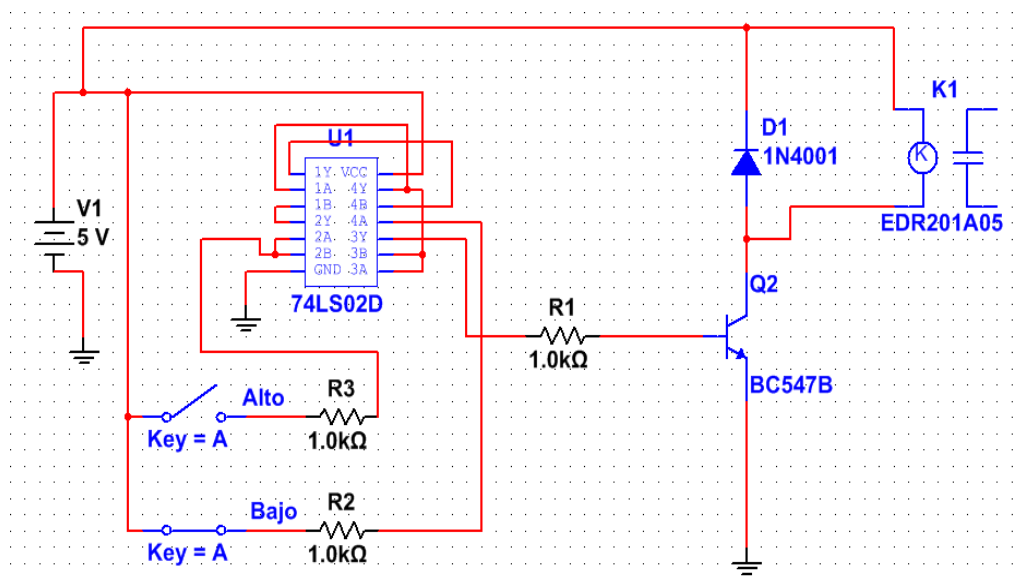 K1
D1
1N4001
K
EDR201A05
U1
1Y VCC
1A 4Y
1B 4B
2Y 4A
2A 3Y
2B 3B
GND 3A
74LS02D
V1
5 V
Q2
BC547B
R1
1.0kΩ
Alto
Key = A
R3
1.0kΩ
Bajo
Key = A
R2
1.0kΩ